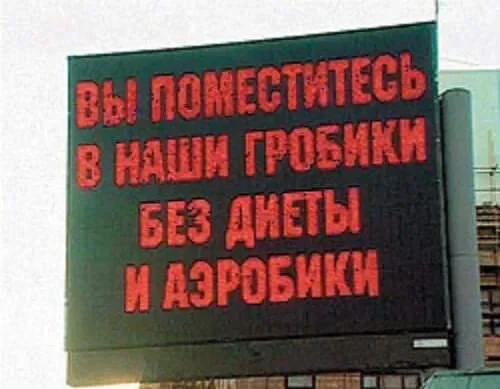 ВЫ ПОМЕСТИТЕСЬ
В НАШИ ГРОБИКИ
БЕЗ ДИЕТЫ
И АЭРОБИКИ